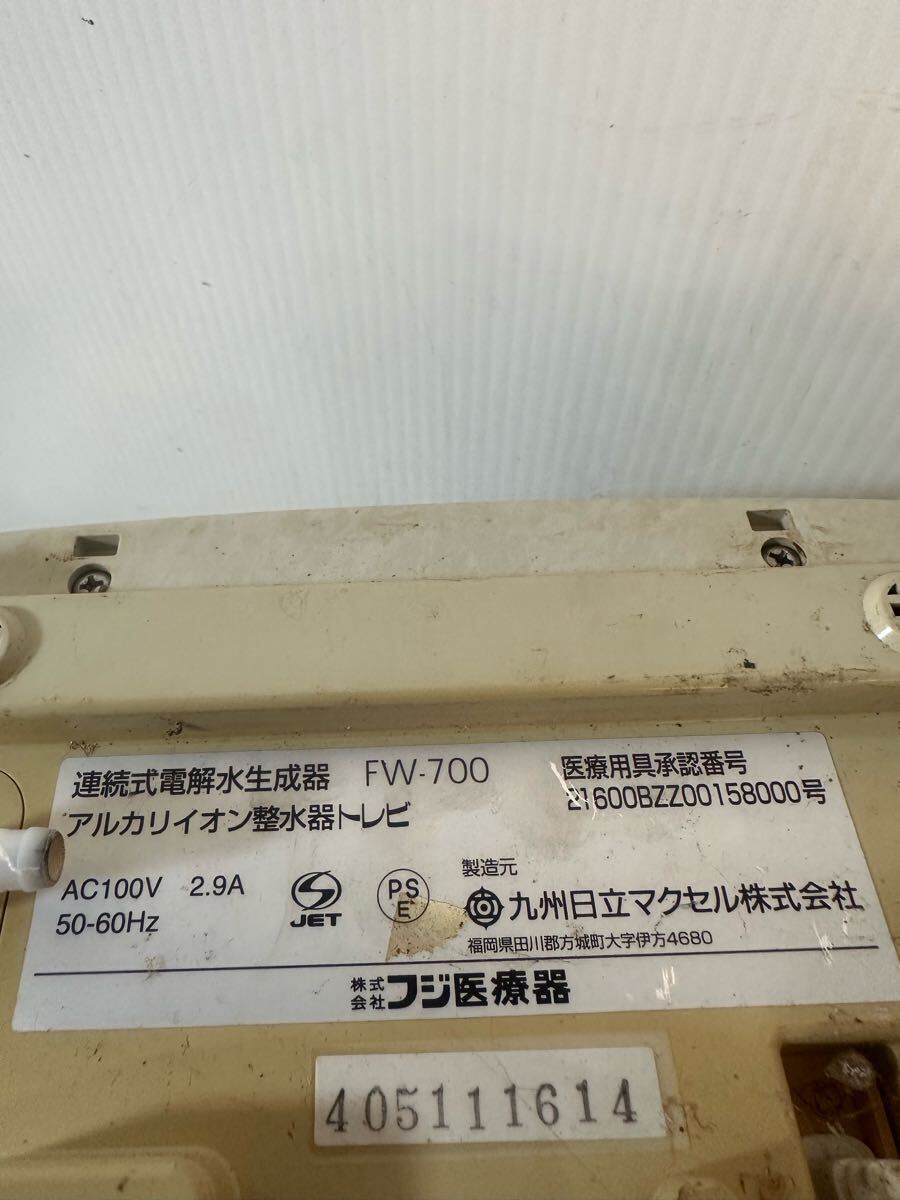 連続式電解水生成器 FW-700
アルカリイオン整水器トレビ
医療用具承認番号
21600BZZ00158000号
AC100V 2.9A
50-60Hz
JET
PS
E
製造元
九州日立マクセル株式会社
福岡県田川郡方城町大字伊方4680
株式会社フジ医療器
405111614